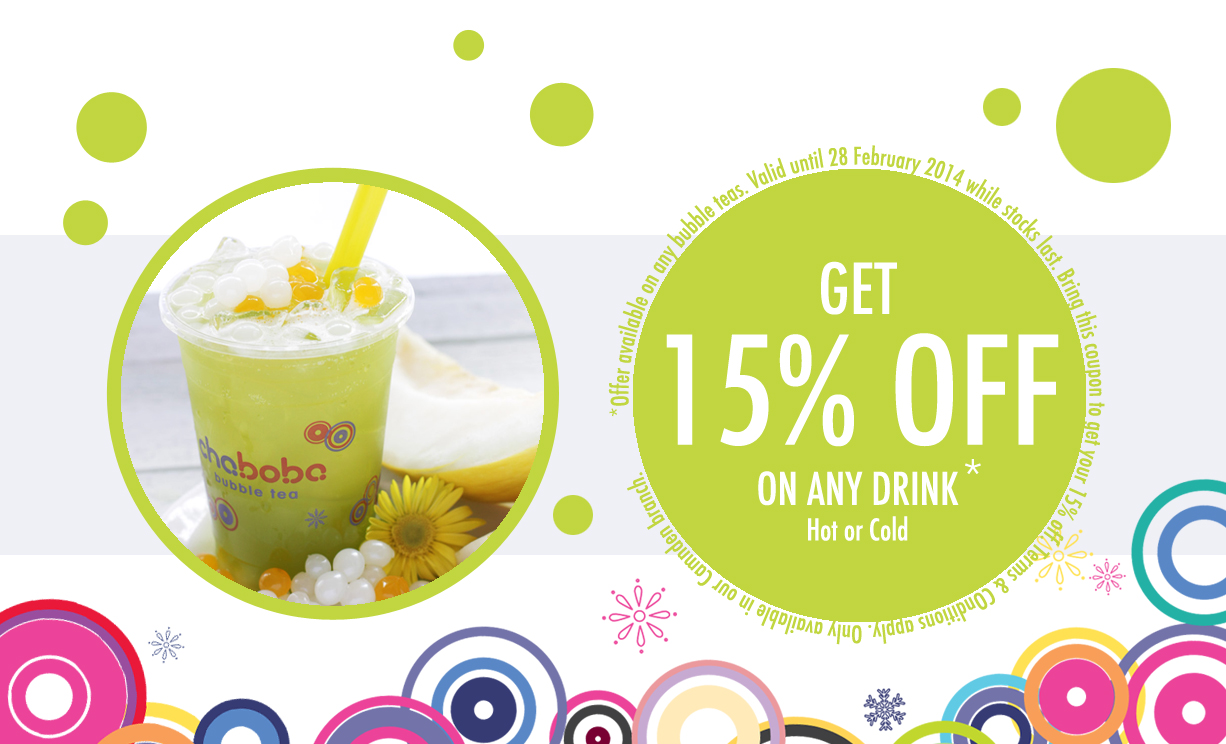 chaboba
bubble tea
GET
15% OFF
ON ANY DRINK*
Hot or Cold
*Offer available on any bubble teas. Valid until 28 February 2014 while stocks last. Bring this coupon to get your 15% off. Terms & COnditions apply. Only available in our Camnden branch.